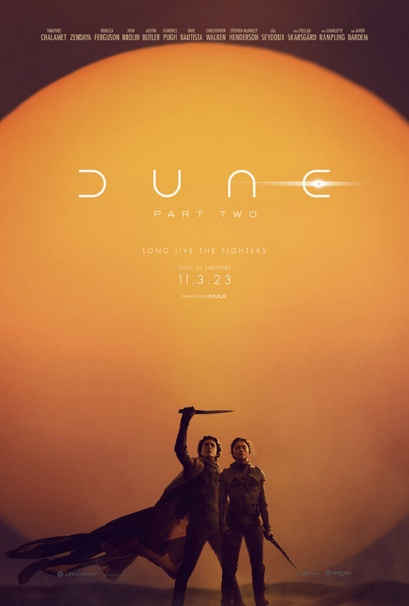 TIMOTHÉE CHALAMET ZENDAYA REBECCA FERGUSON JOSH BROLIN AUSTIN BUTLER FLORENCE PUGH DAVE BAUTISTA CHRISTOPHER WALKEN STEPHEN McKINLEY HENDERSON LÉA SEYDOUX WITH STELLAN SKARSGÅRD WITH CHARLOTTE RAMPLING AND JAVIER BARDEM
DUNE
PART TWO
LONG LIVE THE FIGHTERS
ONLY IN THEATERS
11.3.23
FILMED FOR IMAX
LEGENDARY